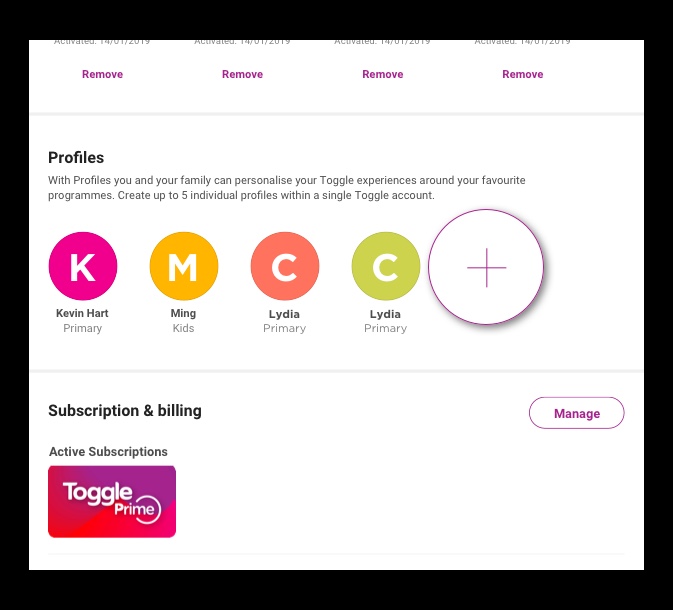 Activated: 14/01/2019 Activated: 14/01/2019 Activated: 14/01/2019 Activated: 14/01/2019
Remove Remove Remove Remove
Profiles
With Profiles you and your family can personalise your Toggle experiences around your favourite
programmes. Create up to 5 individual profiles within a single Toggle account.
K M C C
Kevin Hart Ming Lydia Lydia
Primary Kids Primary Primary
Subscription & billing
Manage
Active Subscriptions
Toggle
Prime